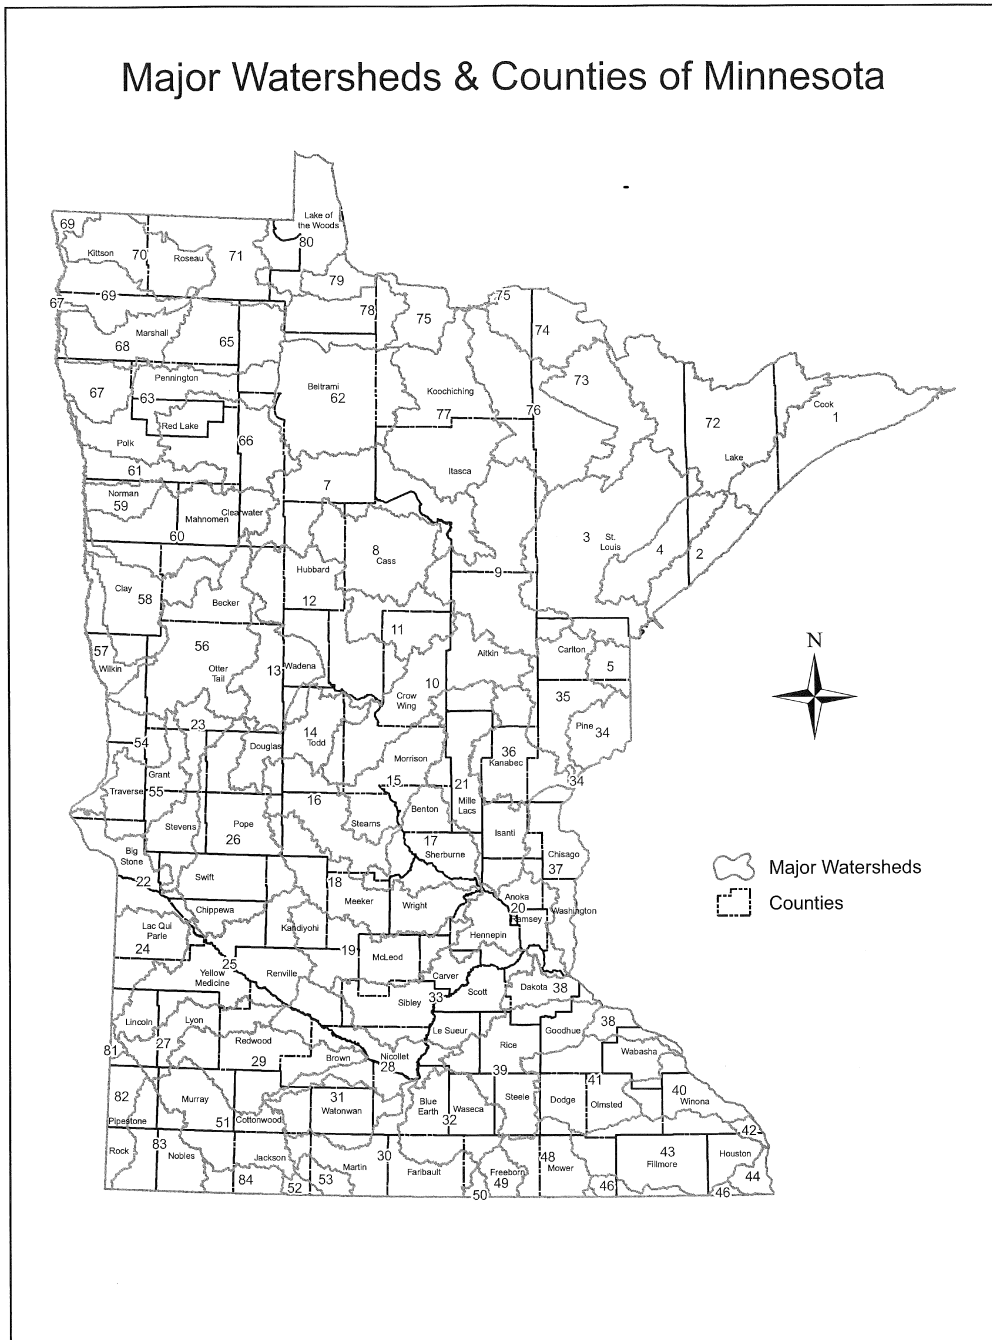 Major Watersheds & Counties of Minnesota
Lake of
the Woods
69
80
Kittson
70
Roseau
71
79
75
67
69
78
75
74
Marshall
68
65
73
Pennington
67
63
Beltrami
62
Koochiching
Cook
1
Red Lake
77
76
72
Polk
66
Lake
61
Itasca
7
Norman
59
Mahnomen
Clearwater
60
3
St.
Louis
4
2
8
Cass
Hubbard
9
Clay
58
Becker
12
11
N
57
Wilkin
56
Otter
Tail
13
Wadena
Aitkin
Carlton
5
10
Crow
Wing
35
23
14
Todd
Pine
34
54
Douglas
36
Kanabec
Grant
Morrison
15
21
34
Traverse
55
16
Mille
Lacs
Benton
Stevens
Pope
26
Stearns
Isanti
17
Sherburne
Big
Stone
Chisago
37
Major Watersheds
22
Swift
18
Meeker
Wright
Anoka
20
Ramsey
Washington
Counties
Chippewa
Lac Qui
Parle
24
Kandiyohi
Hennepin
19
McLeod
25
Yellow
Medicine
Renville
Carver
Scott
Dakota
38
Sibley
33
Lincoln
Lyon
Le Sueur
Goodhue
38
27
Redwood
Rice
Wabasha
81
29
Brown
Nicollet
28
39
41
82
Murray
31
Watonwan
Blue
Earth
Waseca
Steele
Dodge
Olmsted
40
Winona
Pipestone
51
Cottonwood
32
42
Rock
83
Nobles
Jackson
Martin
30
Faribault
48
Mower
43
Fillmore
Houston
84
52
53
Freeborn
49
50
46
46
44